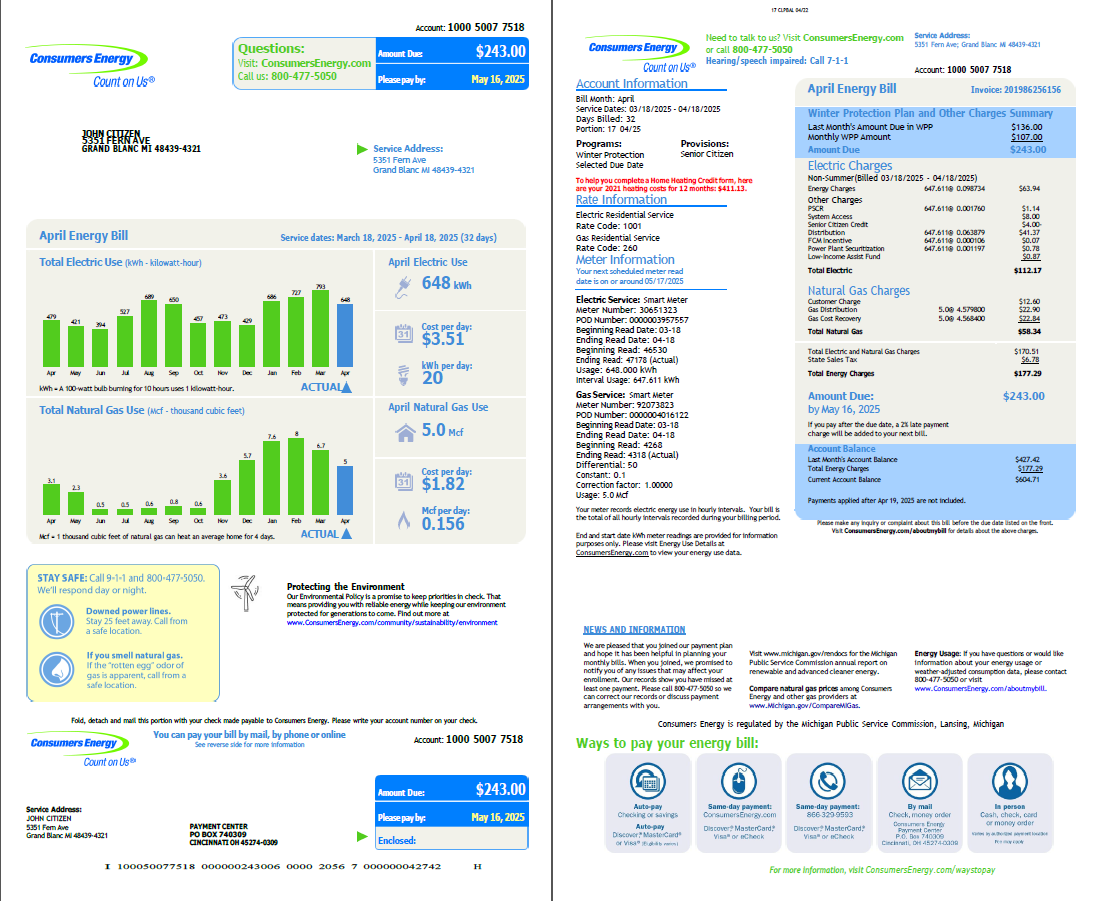 Account: 1000 5007 7518
Consumers Energy
Count on Us®
Questions:
Visit: ConsumersEnergy.com
Call us: 800-477-5050
Amount Due: $243.00
Please pay by: May 16, 2025
JOHN CITIZEN
5351 FERN AVE
GRAND BLANC MI 48439-4321
Service Address:
5351 Fern Ave
Grand Blanc MI 48439-4321
April Energy Bill
Service dates: March 18, 2025 - April 18, 2025 (32 days)
Total Electric Use (kWh - kilowatt-hour)
479 421 394 527 689 650 457 473 429 686 727 793 648
Apr May Jun Jul Aug Sep Oct Nov Dec Jan Feb Mar Apr
kWh = A 100-watt bulb burning for 10 hours uses 1 kilowatt-hour.
ACTUAL
April Electric Use
648 kWh
31
Cost per day:
$3.51
kWh per day:
20
Total Natural Gas Use (Mcf - thousand cubic feet)
3.1 2.3 0.5 0.5 0.6 0.8 0.6 3.6 5.7 7.6 8 6.7 5
Apr May Jun Jul Aug Sep Oct Nov Dec Jan Feb Mar Apr
Mcf = 1 thousand cubic feet of natural gas can heat an average home for 4 days.
ACTUAL
April Natural Gas Use
5.0 Mcf
31
Cost per day:
$1.82
Mcf per day:
0.156
STAY SAFE: Call 9-1-1 and 800-477-5050.
We'll respond day or night.
Downed power lines.
Stay 25 feet away. Call from
a safe location.
If you smell natural gas.
If the "rotten egg" odor of
gas is apparent, call from a
safe location.
Protecting the Environment
Our Environmental Policy is a promise to keep priorities in check. That
means providing you with reliable energy while keeping our environment
protected for generations to come. Find out more at
www.ConsumersEnergy.com/community/sustainability/environment
Fold, detach and mail this portion with your check made payable to Consumers Energy. Please write your account number on your check.
Consumers Energy
Count on Us®
You can pay your bill by mail, by phone or online
See reverse side for more information
Account: 1000 5007 7518
Amount Due: $243.00
Please pay by: May 16, 2025
Enclosed:
Service Address:
JOHN CITIZEN
5351 Fern Ave
Grand Blanc MI 48439-4321
PAYMENT CENTER
PO BOX 740309
CINCINNATI OH 45274-0309
I 100050077518 000000243006 0000 2056 7 000000042742 H
17 CLPBAL 04/22
Consumers Energy
Count on Us®
Need to talk to us? Visit ConsumersEnergy.com
or call 800-477-5050
Hearing/speech impaired: Call 7-1-1
Service Address:
5351 Fern Ave; Grand Blanc MI 48439-4321
Account: 1000 5007 7518
Account Information
Bill Month: April
Service Dates: 03/18/2025 - 04/18/2025
Days Billed: 32
Portion: 17 04/25
Programs:
Winter Protection
Selected Due Date
Provisions:
Senior Citizen
To help you complete a Home Heating Credit form, here
are your 2021 heating costs for 12 months: $411.13.
Rate Information
Electric Residential Service
Rate Code: 1001
Gas Residential Service
Rate Code: 260
Meter Information
Your next scheduled meter read
date is on or around 05/17/2025
Electric Service: Smart Meter
Meter Number: 30651323
POD Number: 0000003957557
Beginning Read Date: 03-18
Ending Read Date: 04-18
Beginning Read: 46530
Ending Read: 47178 (Actual)
Usage: 648.000 kWh
Interval Usage: 647.611 kWh
Gas Service: Smart Meter
Meter Number: 92073823
POD Number: 0000004016122
Beginning Read Date: 03-18
Ending Read Date: 04-18
Beginning Read: 4268
Ending Read: 4318 (Actual)
Differential: 50
Constant: 0.1
Correction factor: 1.00000
Usage: 5.0 Mcf
Your meter records electric energy use in hourly intervals. Your bill is
the total of all hourly intervals recorded during your billing period.
End and start date kWh meter readings are provided for information
purposes only. Please visit Energy Use Details at
ConsumersEnergy.com to view your energy use data.
April Energy Bill
Invoice: 201986256156
Winter Protection Plan and Other Charges Summary
Last Month's Amount Due in WPP $136.00
Monthly WPP Amount $107.00
Amount Due $243.00
Electric Charges
Non-Summer(Billed 03/18/2025 - 04/18/2025)
Energy Charges 647.611@ 0.098734 $63.94
Other Charges
PSCR 647.611@ 0.001760 $1.14
System Access $8.00
Senior Citizen Credit $4.00-
Distribution 647.611@ 0.063879 $41.37
FCM Incentive 647.611@ 0.000106 $0.07
Power Plant Securitization 647.611@ 0.001197 $0.78
Low-Income Assist Fund $0.87
Total Electric $112.17
Natural Gas Charges
Customer Charge $12.60
Gas Distribution 5.0@ 4.579800 $22.90
Gas Cost Recovery 5.0@ 4.568400 $22.84
Total Natural Gas $58.34
Total Electric and Natural Gas Charges $170.51
State Sales Tax $6.78
Total Energy Charges $177.29
Amount Due: $243.00
by May 16, 2025
If you pay after the due date, a 2% late payment
charge will be added to your next bill.
Account Balance
Last Month's Account Balance $427.42
Total Energy Charges $177.29
Current Account Balance $604.71
Payments applied after Apr 19, 2025 are not included.
Please make any inquiry or complaint about this bill before the due date listed on the front.
Visit ConsumersEnergy.com/aboutmybill for details about the above charges.
NEWS AND INFORMATION
We are pleased that you joined our payment plan
and hope it has been helpful in planning your
monthly bills. When you joined, we promised to
notify you of any issues that may affect your
enrollment. Our records show you have missed at
least one payment. Please call 800-477-5050 so we
can correct our records or discuss payment
arrangements with you.
Visit www.michigan.gov/rendocs for the Michigan
Public Service Commission annual report on
renewable and advanced cleaner energy.
Compare natural gas prices among Consumers
Energy and other gas providers at
www.Michigan.gov/CompareMIGas.
Energy Usage: If you have questions or would like
information about your energy usage or
weather-adjusted consumption data, please contact
800-477-5050 or visit
www.ConsumersEnergy.com/aboutmybill.
Consumers Energy is regulated by the Michigan Public Service Commission, Lansing, Michigan
Ways to pay your energy bill:
Auto-pay
Checking or savings
Auto-pay
Discover,® MasterCard®
or Visa®
Same-day payment:
ConsumersEnergy.com
Discover,® MasterCard,®
Visa® or eCheck
Same-day payment:
866-329-9593
Discover,® MasterCard,®
Visa® or eCheck
By mail
Check, money order
Consumers Energy
Payment Center
P.O. Box 740309
Cincinnati, OH 45274-0309
In person
Cash, check, card
or money order
Varies by authorized payment location
Fee may apply
For more information, visit ConsumersEnergy.com/waystopay